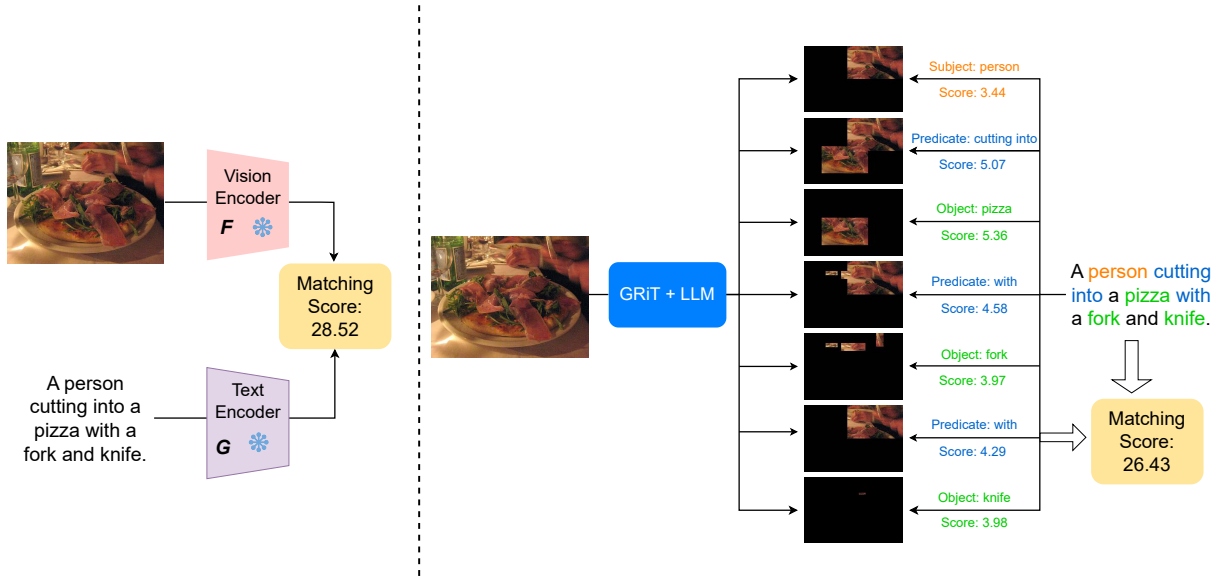 Vision
Encoder
F
Matching
Score:
28.52
A person
cutting into a
pizza with a
fork and knife.
Text
Encoder
G
GRiT + LLM
Subject: person
Score: 3.44
Predicate: cutting into
Score: 5.07
Object: pizza
Score: 5.36
Predicate: with
Score: 4.58
Object: fork
Score: 3.97
Predicate: with
Score: 4.29
Object: knife
Score: 3.98
A person cutting
into a pizza with
a fork and knife.
Matching
Score:
26.43